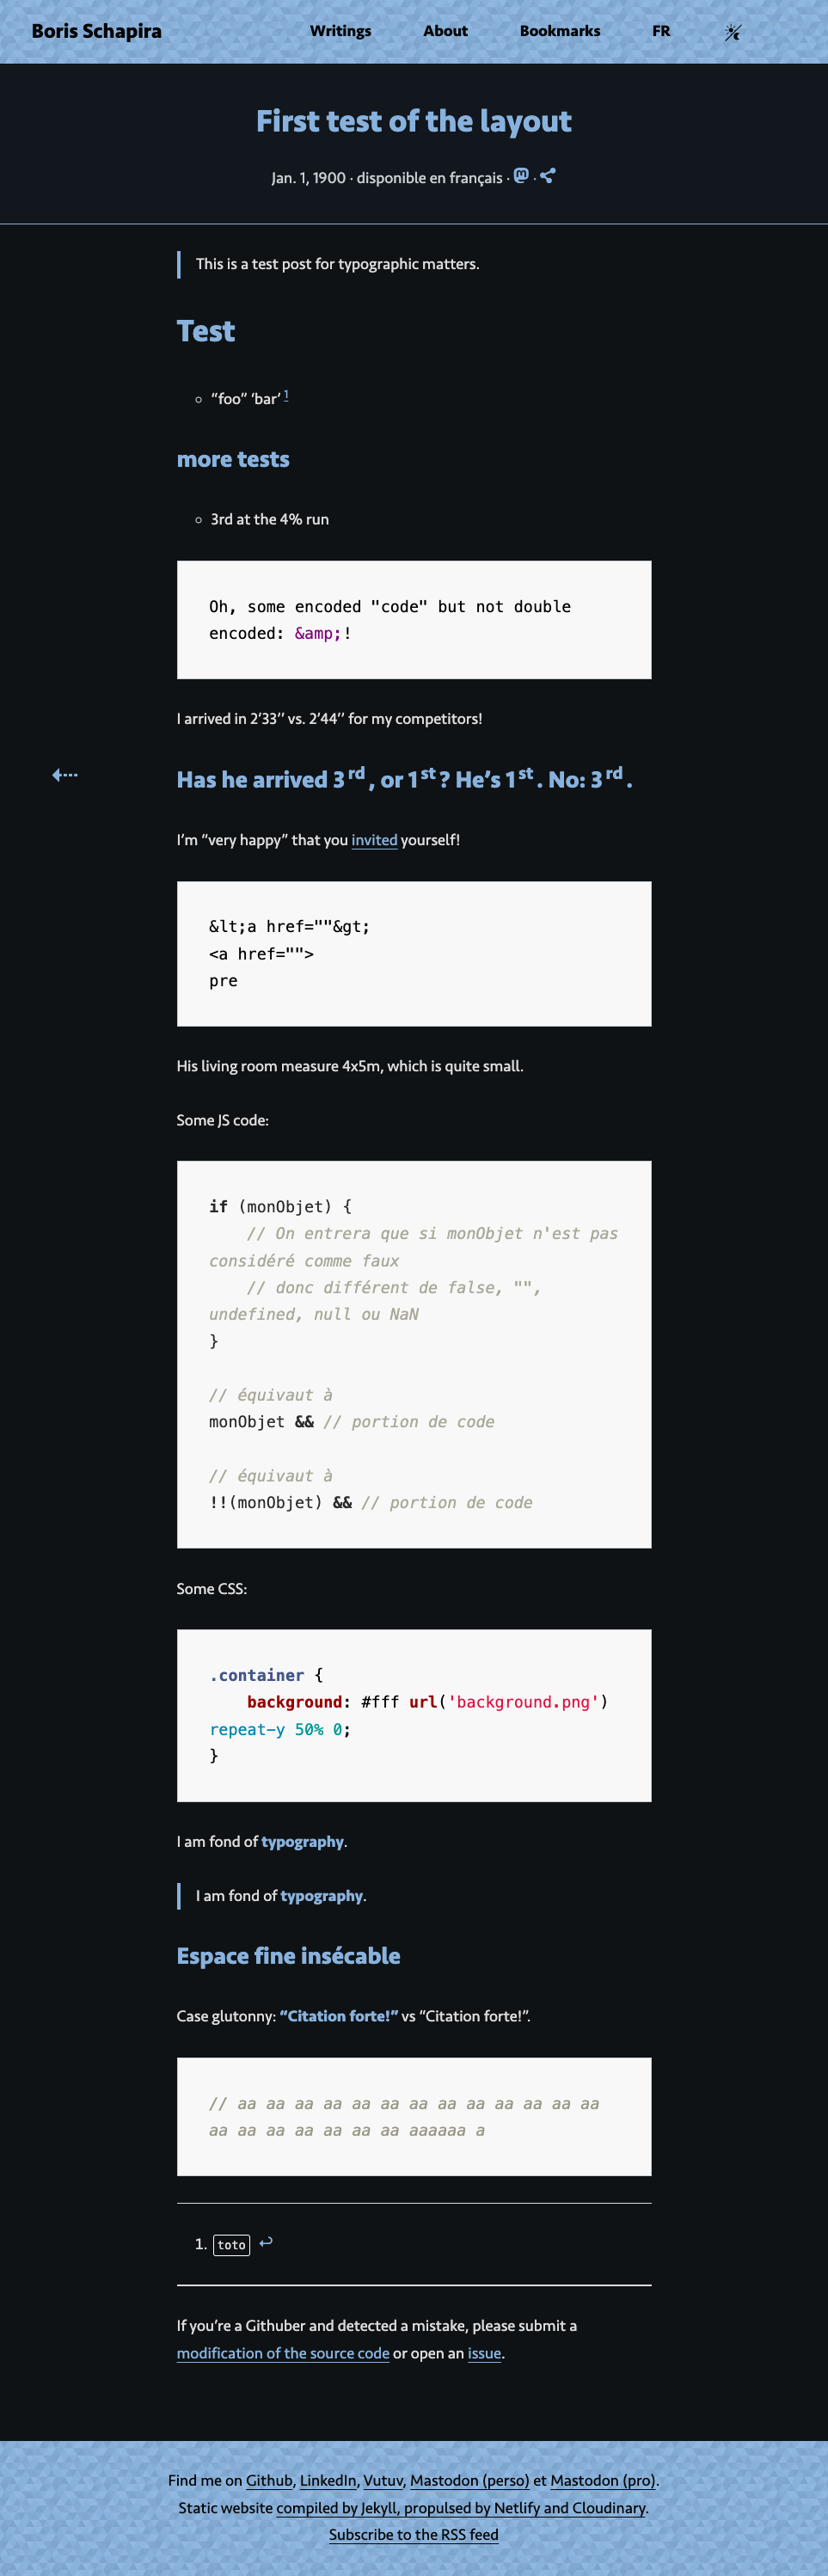 Boris Schapira
Writings About Bookmarks FR
First test of the layout
Jan. 1, 1900 · disponible en français · ·
This is a test post for typographic matters.
Test
“foo” ‘bar’ 1
more tests
3rd at the 4% run
Oh, some encoded "code" but not double
encoded: &amp;!
I arrived in 2’33’’ vs. 2’44’’ for my competitors!
Has he arrived 3rd, or 1st? He’s 1st. No: 3rd.
I’m “very happy” that you invited yourself!
&lt;a href=""&gt;
<a href="">
pre
His living room measure 4x5m, which is quite small.
Some JS code:
if (monObjet) {
    // On entrera que si monObjet n'est pas
considéré comme faux
    // donc différent de false, "",
undefined, null ou NaN
}
// équivaut à
monObjet && // portion de code
// équivaut à
!!(monObjet) && // portion de code
Some CSS:
.container {
    background: #fff url('background.png')
repeat-y 50% 0;
}
I am fond of typography.
I am fond of typography.
Espace fine insécable
Case glutonny: “Citation forte!” vs “Citation forte!”.
// aa aa aa aa aa aa aa aa aa aa aa aa aa
aa aa aa aa aa aa aa aaaaaa a
1. toto ↩
If you’re a Githuber and detected a mistake, please submit a
modification of the source code or open an issue.
Find me on Github, LinkedIn, Vutuv, Mastodon (perso) et Mastodon (pro).
Static website compiled by Jekyll, propulsed by Netlify and Cloudinary.
Subscribe to the RSS feed